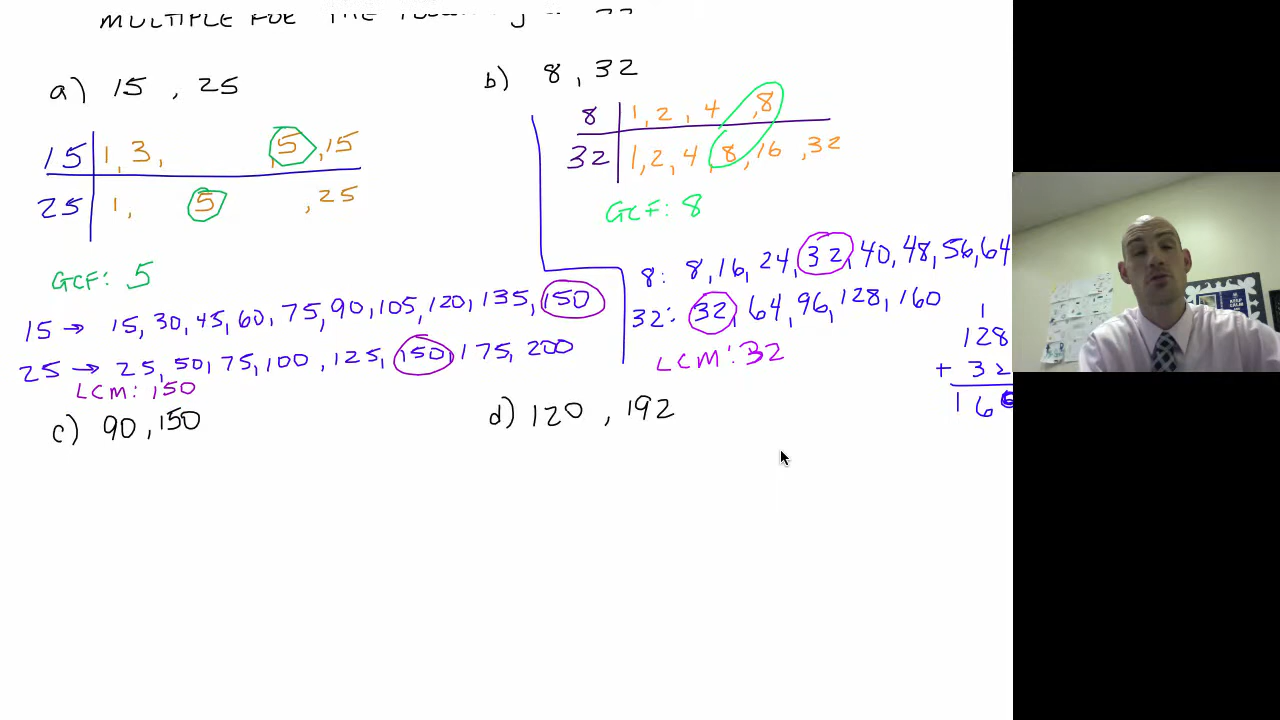 MULTIPLE FOR THE
a) 15 , 25
15 | 1, 3, 5, 15
25 | 1, 5, 25
GCF: 5
15 → 15, 30, 45, 60, 75, 90, 105, 120, 135, 150
25 → 25, 50, 75, 100, 125, 150, 175, 200
LCM: 150
b) 8 , 32
8 | 1, 2, 4, 8
32 | 1, 2, 4, 8, 16, 32
GCF: 8
8: 8, 16, 24, 32, 40, 48, 56, 64
32: 32, 64, 96, 128, 160
LCM: 32
1
128
+ 32
160
c) 90, 150
d) 120 , 192